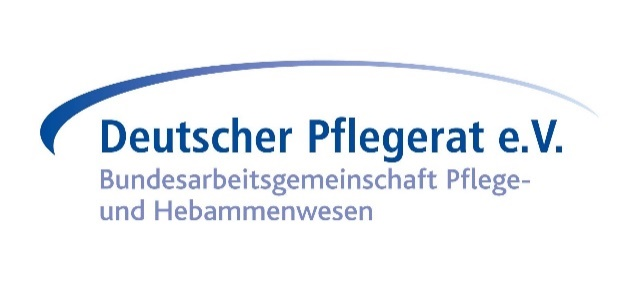 Deutscher Pflegerat e.V.
Bundesarbeitsgemeinschaft Pflege-
und Hebammenwesen